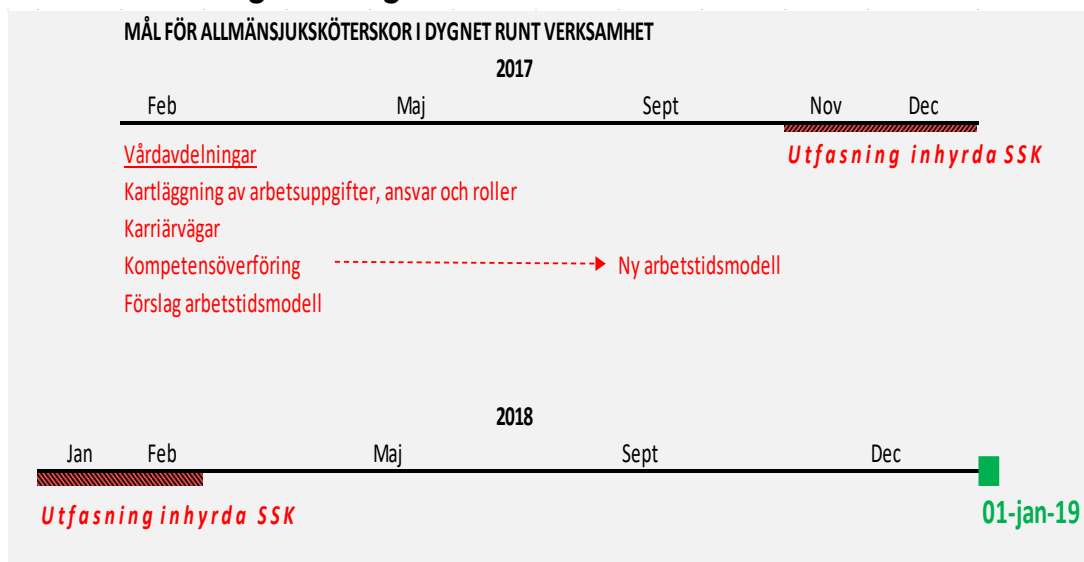 MÅL FÖR ALLMÄNSJUKSKÖTERSKOR I DYGNET RUNT VERKSAMHET
2017
Feb Maj Sept Nov Dec
Vårdavdelningar Utfasning inhyrda SSK
Kartläggning av arbetsuppgifter, ansvar och roller
Karriärvägar
Kompetensöverföring Ny arbetstidsmodell
Förslag arbetstidsmodell
2018
Jan Feb Maj Sept Dec
Utfasning inhyrda SSK 01-jan-19